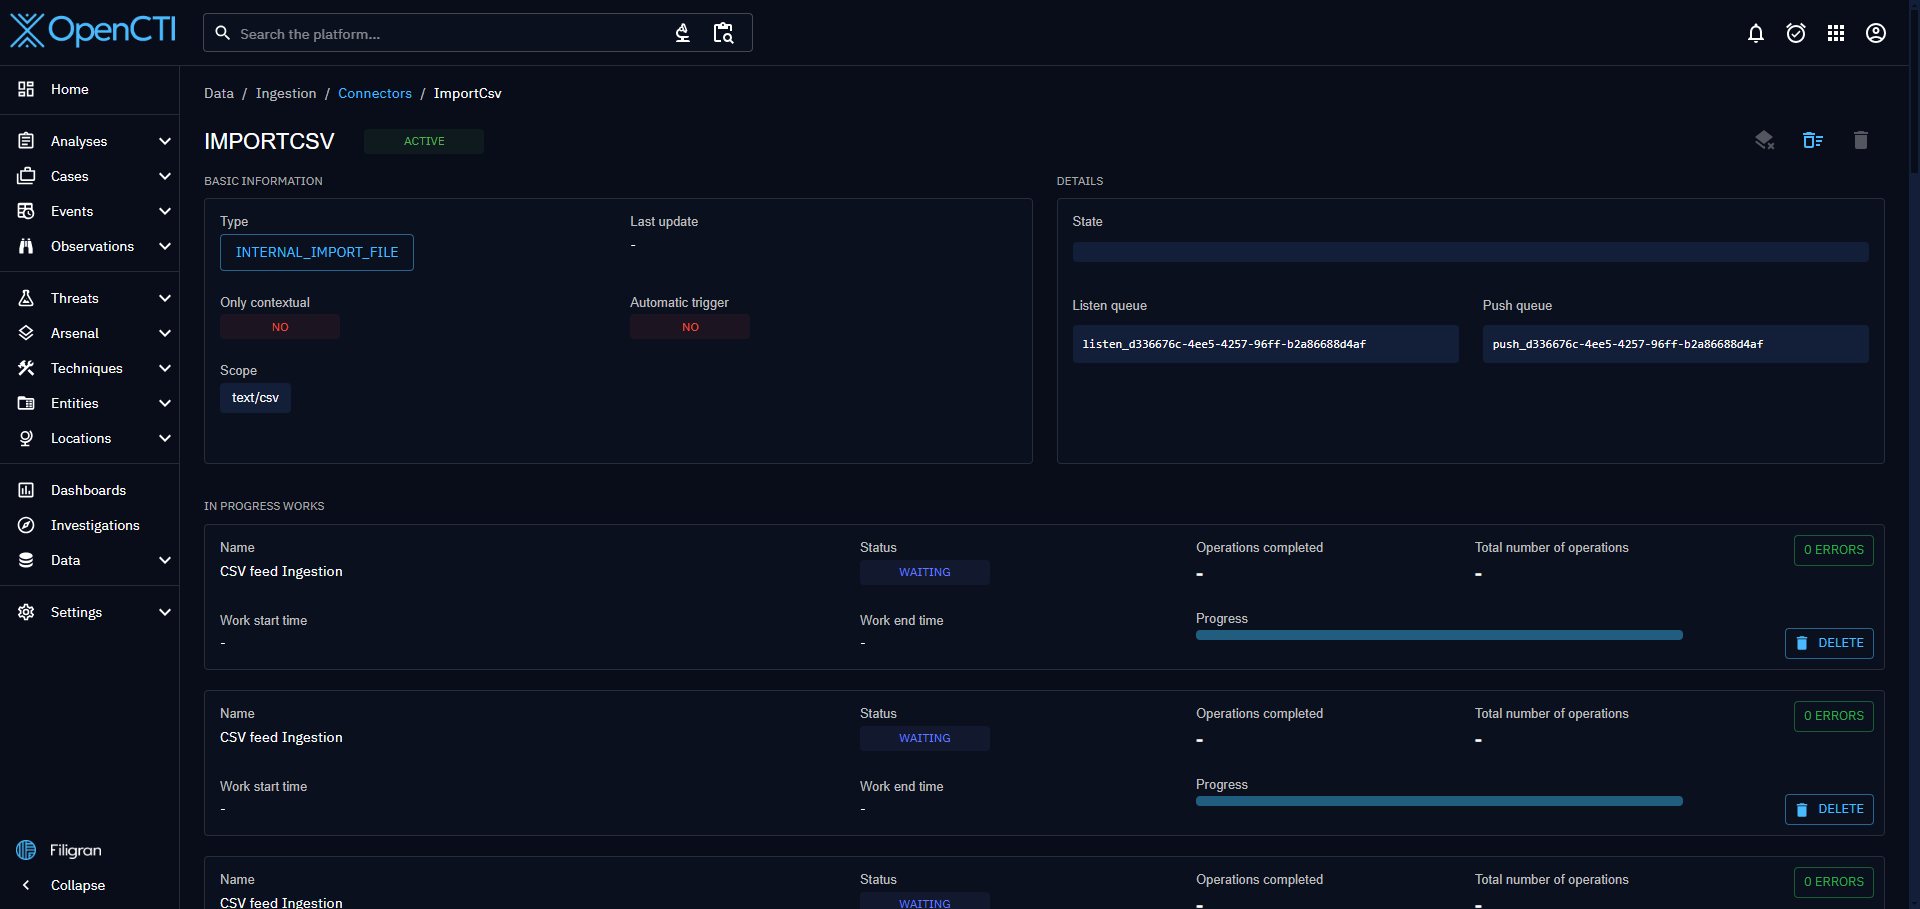 OpenCTI
Search the platform...
Home
Analyses
Cases
Events
Observations
Threats
Arsenal
Techniques
Entities
Locations
Dashboards
Investigations
Data
Settings
Filigran
Collapse
Data / Ingestion / Connectors / ImportCsv
IMPORTCSV ACTIVE
BASIC INFORMATION
Type Last update
INTERNAL_IMPORT_FILE -
Only contextual Automatic trigger
NO NO
Scope
text/csv
DETAILS
State
Listen queue Push queue
listen_d336676c-4ee5-4257-96ff-b2a86688d4af push_d336676c-4ee5-4257-96ff-b2a86688d4af
IN PROGRESS WORKS
Name Status Operations completed Total number of operations 0 ERRORS
CSV feed Ingestion WAITING - -
Work start time Work end time Progress
- - DELETE
Name Status Operations completed Total number of operations 0 ERRORS
CSV feed Ingestion WAITING - -
Work start time Work end time Progress
- - DELETE
Name Status Operations completed Total number of operations 0 ERRORS
CSV feed Ingestion WAITING - -